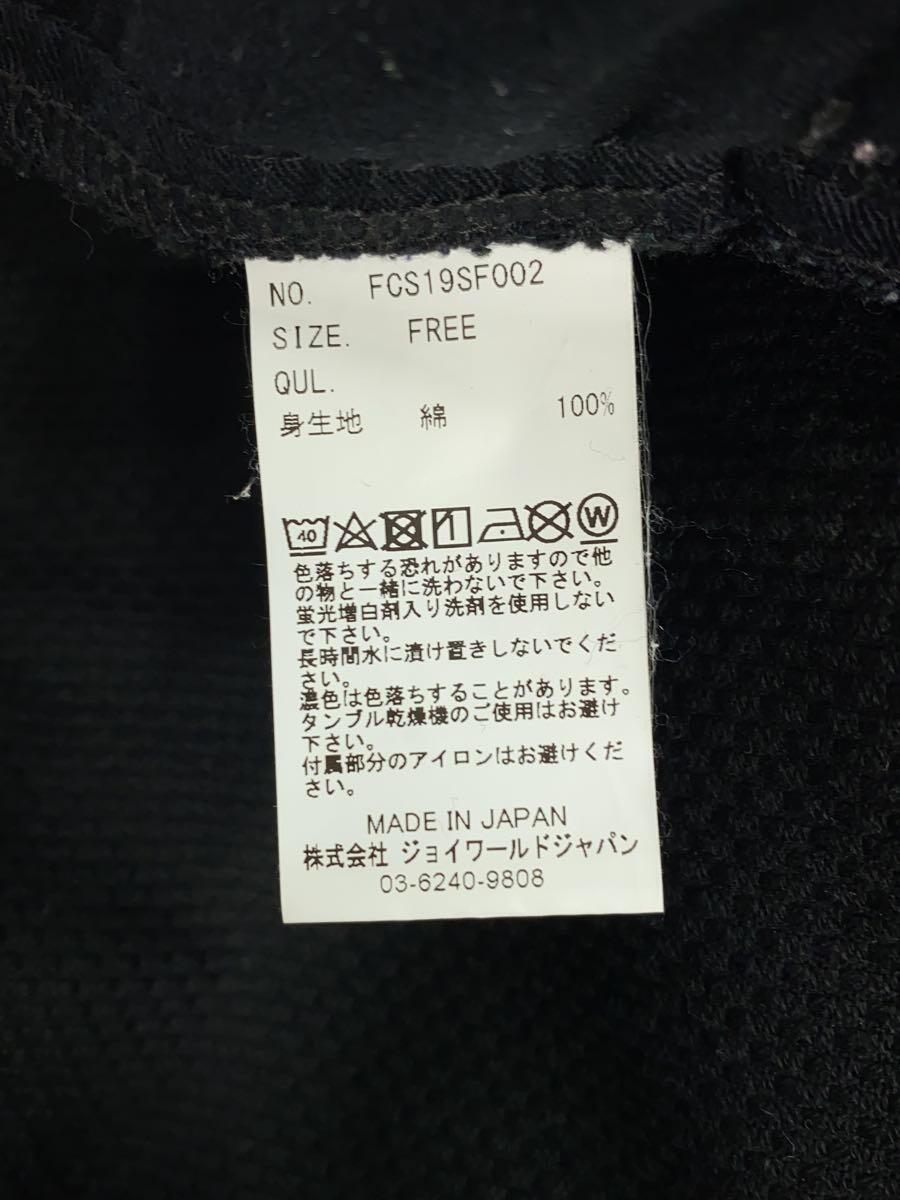 NO. FCS19SF002
SIZE. FREE
QUL.
身生地 綿 100%
40
W
色落ちする恐れがありますので他
の物と一緒に洗わないで下さい。
蛍光増白剤入り洗剤を使用しない
で下さい。
長時間水に漬け置きしないでくだ
さい。
濃色は色落ちすることがあります。
タンブル乾燥機のご使用はお避け
下さい。
付属部分のアイロンはお避けくだ
さい。
MADE IN JAPAN
株式会社 ジョイワールドジャパン
03-6240-9808